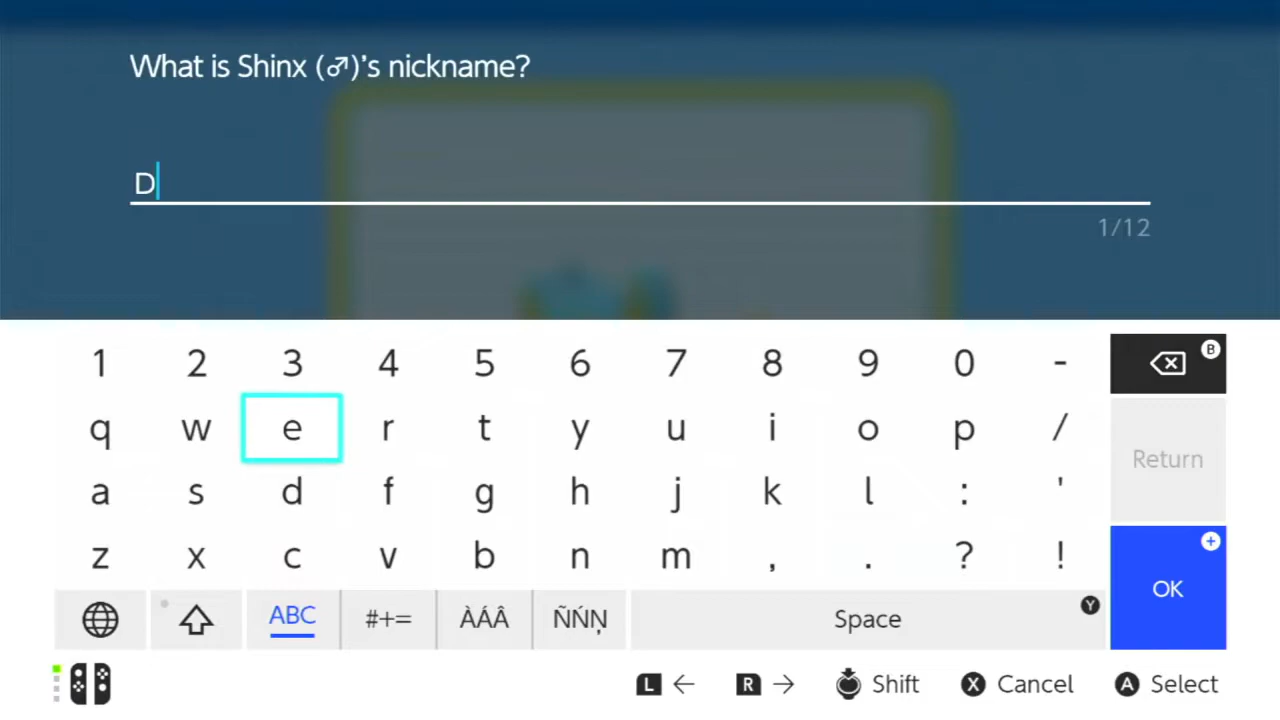 What is Shinx (♂)'s nickname?
D
1/12
1 2 3 4 5 6 7 8 9 0 -
B
q w e r t y u i o p /
Return
a s d f g h j k l : '
z x c v b n m , . ? !
+
OK
ABC #+= ÀÁÂ ÑŃŅ Space Y
L ← R → Shift X Cancel A Select